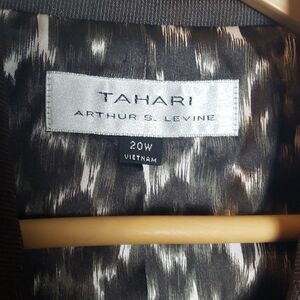 TAHARI
ARTHUR S. LEVINE
20W
VIETNAM